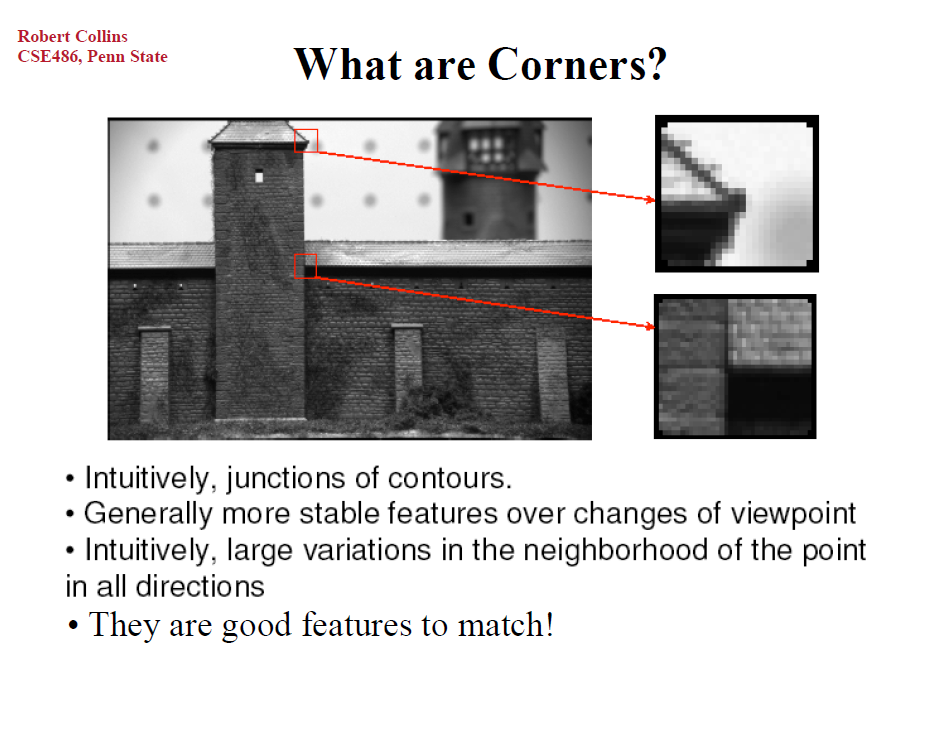 Robert Collins
CSE486, Penn State
What are Corners?
• Intuitively, junctions of contours.
• Generally more stable features over changes of viewpoint
• Intuitively, large variations in the neighborhood of the point
in all directions
• They are good features to match!